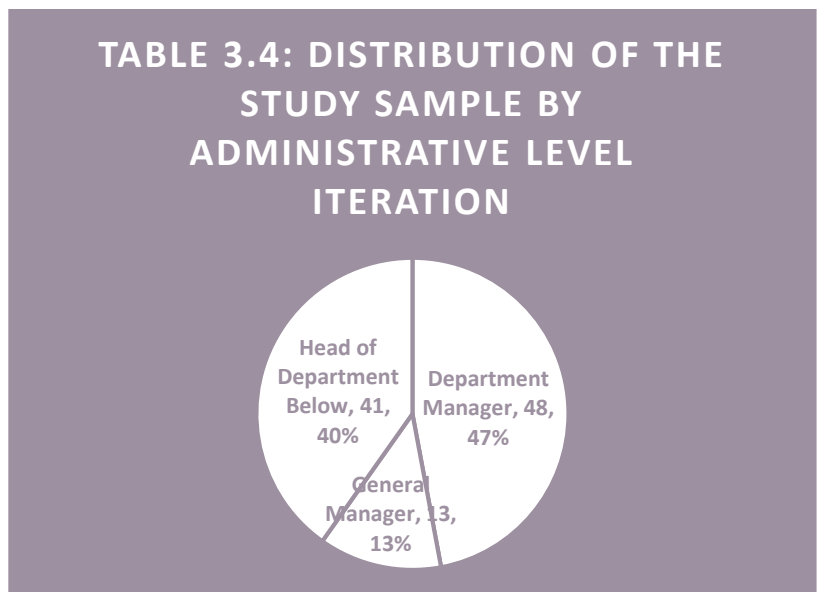 TABLE 3.4: DISTRIBUTION OF THE
STUDY SAMPLE BY
ADMINISTRATIVE LEVEL
ITERATION
Head of
Department
Below, 41,
40%
Department
Manager, 48,
47%
General
Manager, 13,
13%